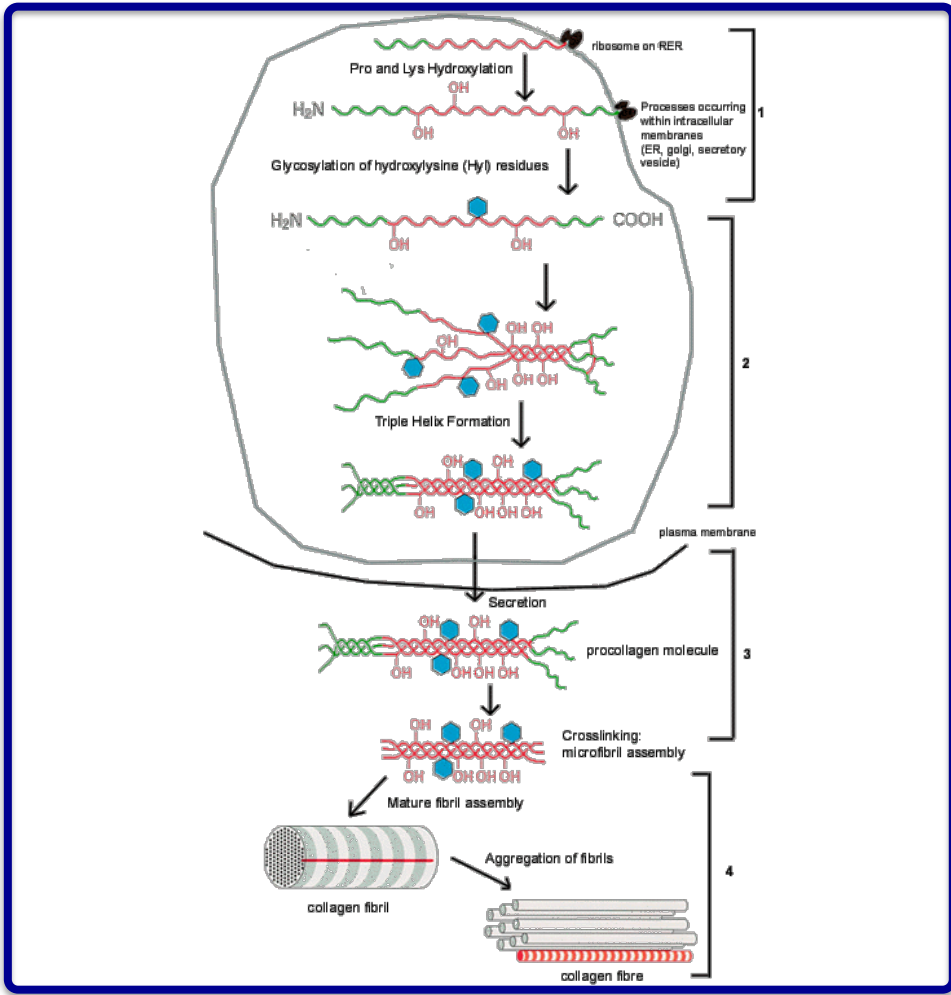 ribosome on RER
Pro and Lys Hydroxylation
OH
H₂N
Processes occurring
within intracellular
membranes
(ER, golgi, secretory
vesicle)
1
OH
OH
Glycosylation of hydroxylysine (Hyl) residues
H₂N
COOH
OH
OH
OH OH
OH
2
OH
OH OH
Triple Helix Formation
OH
OH
OH
OH OH OH
plasma membrane
Secretion
OH
OH
procollagen molecule
3
OH
OH OH OH
OH
OH
Crosslinking:
microfibril assembly
OH
OH OH OH
Mature fibril assembly
Aggregation of fibrils
4
collagen fibril
collagen fibre